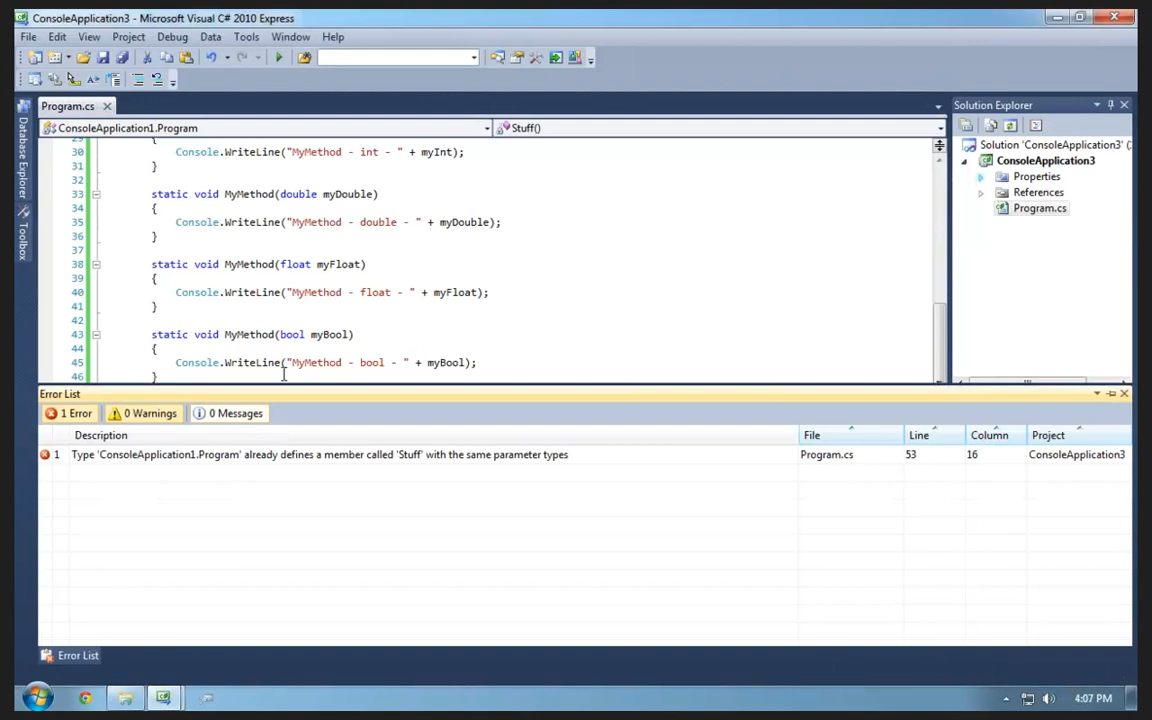 ConsoleApplication3 - Microsoft Visual C# 2010 Express
File Edit View Project Debug Data Tools Window Help
Program.cs
ConsoleApplication1.Program
Stuff()
Database Explorer
Toolbox
29 {
30 Console.WriteLine("MyMethod - int - " + myInt);
31 }
32
33 static void MyMethod(double myDouble)
34 {
35 Console.WriteLine("MyMethod - double - " + myDouble);
36 }
37
38 static void MyMethod(float myFloat)
39 {
40 Console.WriteLine("MyMethod - float - " + myFloat);
41 }
42
43 static void MyMethod(bool myBool)
44 {
45 Console.WriteLine("MyMethod - bool - " + myBool);
46 }
Solution Explorer
Solution 'ConsoleApplication3' (
ConsoleApplication3
Properties
References
Program.cs
Error List
1 Error 0 Warnings 0 Messages
Description File Line Column Project
1 Type 'ConsoleApplication1.Program' already defines a member called 'Stuff' with the same parameter types Program.cs 53 16 ConsoleApplication3
Error List
4:07 PM